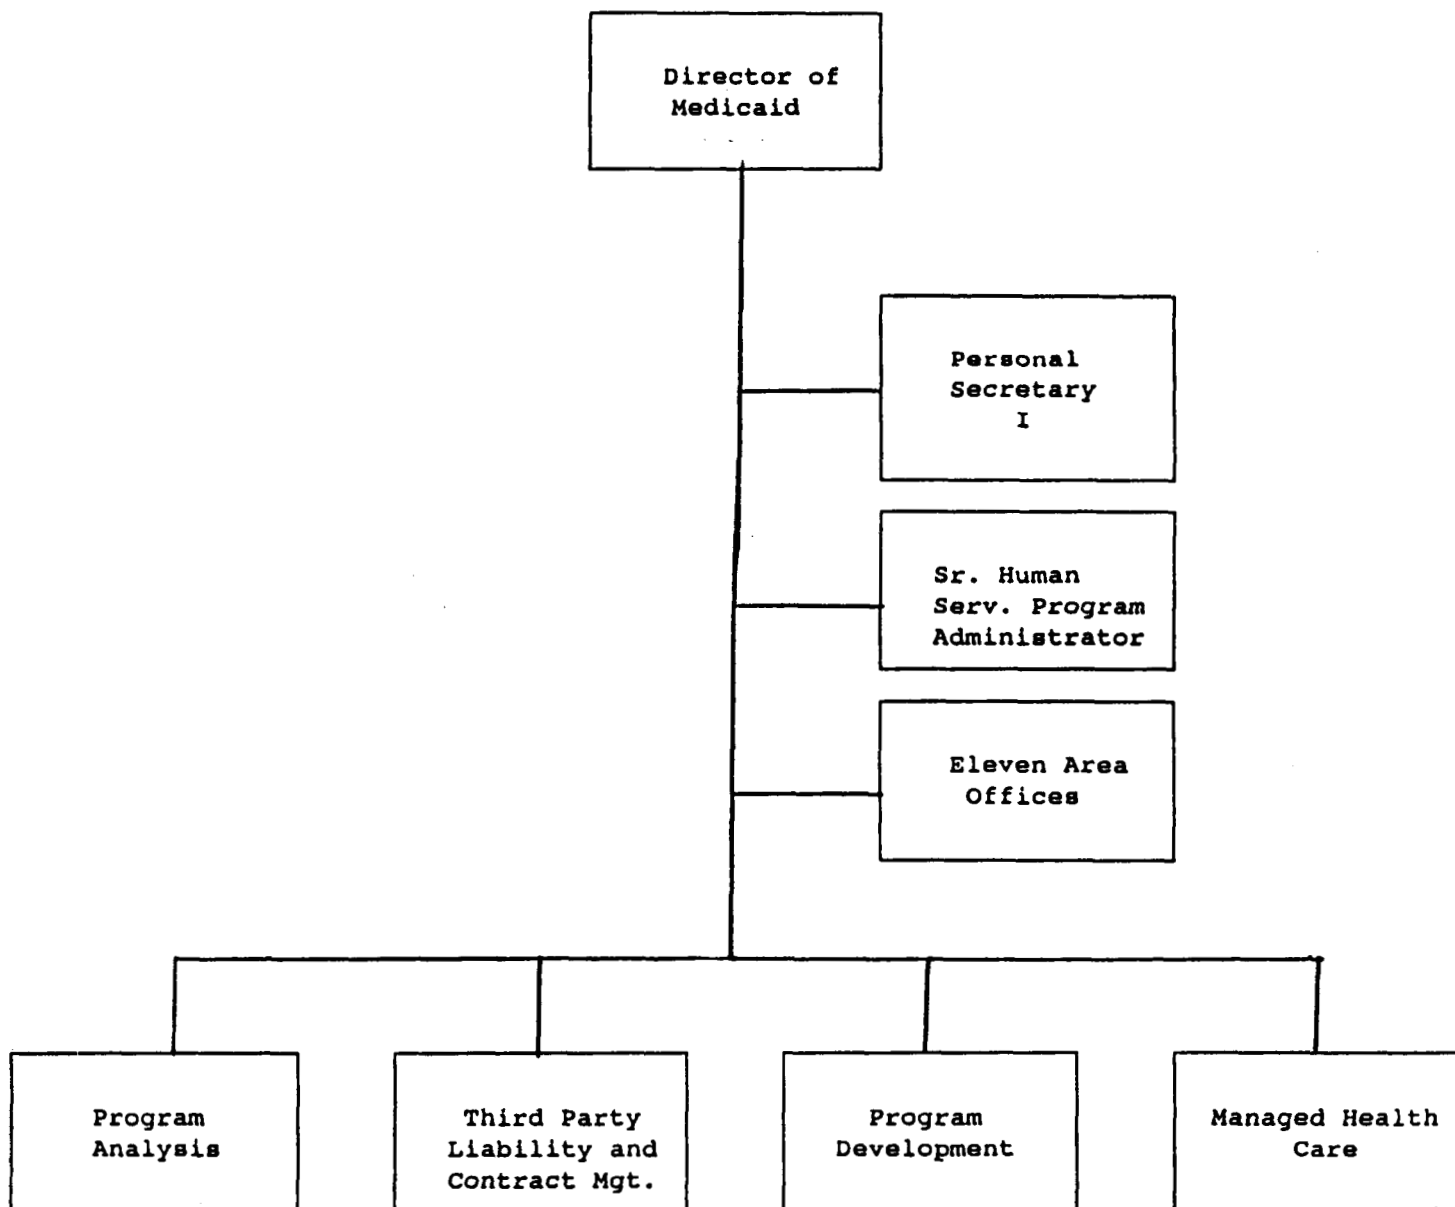 Director of
Medicaid
Personal
Secretary
I
Sr. Human
Serv. Program
Administrator
Eleven Area
Offices
Program
Analysis
Third Party
Liability and
Contract Mgt.
Program
Development
Managed Health
Care